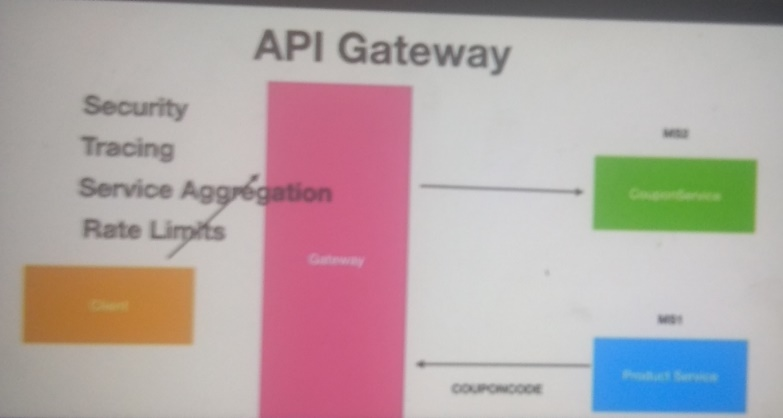 API Gateway
Security
Tracing
Service Aggregation
Rate Limits
Client
Gateway
MS2
CouponService
MS1
Product Service
COUPONCODE